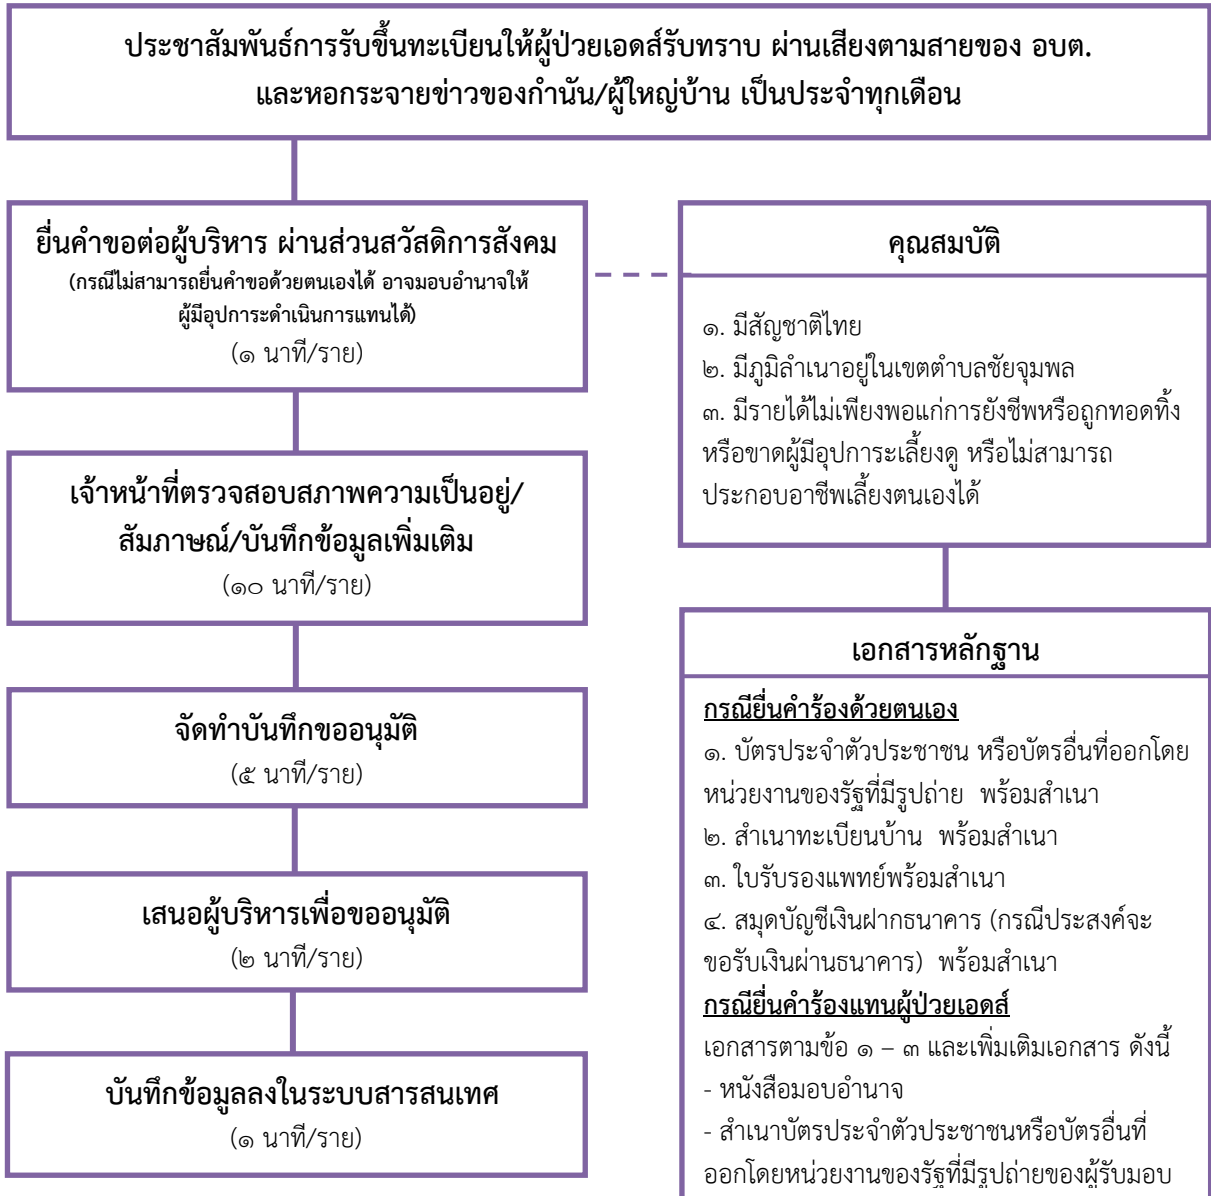 ประชาสัมพันธ์การรับขึ้นทะเบียนให้ผู้ป่วยเอดส์รับทราบ ผ่านเสียงตามสายของ อบต.
และหอกระจายข่าวของกำนัน/ผู้ใหญ่บ้าน เป็นประจำทุกเดือน
ยื่นคำขอต่อผู้บริหาร ผ่านส่วนสวัสดิการสังคม
(กรณีไม่สามารถยื่นคำขอด้วยตนเองได้ อาจมอบอำนาจให้
ผู้มีอุปการะดำเนินการแทนได้)
(๑ นาที/ราย)
เจ้าหน้าที่ตรวจสอบสภาพความเป็นอยู่/
สัมภาษณ์/บันทึกข้อมูลเพิ่มเติม
(๑๐ นาที/ราย)
จัดทำบันทึกขออนุมัติ
(๕ นาที/ราย)
เสนอผู้บริหารเพื่อขออนุมัติ
(๒ นาที/ราย)
บันทึกข้อมูลลงในระบบสารสนเทศ
(๑ นาที/ราย)
คุณสมบัติ
๑. มีสัญชาติไทย
๒. มีภูมิลำเนาอยู่ในเขตตำบลชัยจุมพล
๓. มีรายได้ไม่เพียงพอแก่การยังชีพหรือถูกทอดทิ้ง
หรือขาดผู้มีอุปการะเลี้ยงดู หรือไม่สามารถ
ประกอบอาชีพเลี้ยงตนเองได้
เอกสารหลักฐาน
กรณียื่นคำร้องด้วยตนเอง
๑. บัตรประจำตัวประชาชน หรือบัตรอื่นที่ออกโดย
หน่วยงานของรัฐที่มีรูปถ่าย พร้อมสำเนา
๒. สำเนาทะเบียนบ้าน พร้อมสำเนา
๓. ใบรับรองแพทย์พร้อมสำเนา
๔. สมุดบัญชีเงินฝากธนาคาร (กรณีประสงค์จะ
ขอรับเงินผ่านธนาคาร) พร้อมสำเนา
กรณียื่นคำร้องแทนผู้ป่วยเอดส์
เอกสารตามข้อ ๑ – ๓ และเพิ่มเติมเอกสาร ดังนี้
- หนังสือมอบอำนาจ
- สำเนาบัตรประจำตัวประชาชนหรือบัตรอื่นที่
ออกโดยหน่วยงานของรัฐที่มีรูปถ่ายของผู้รับมอบ